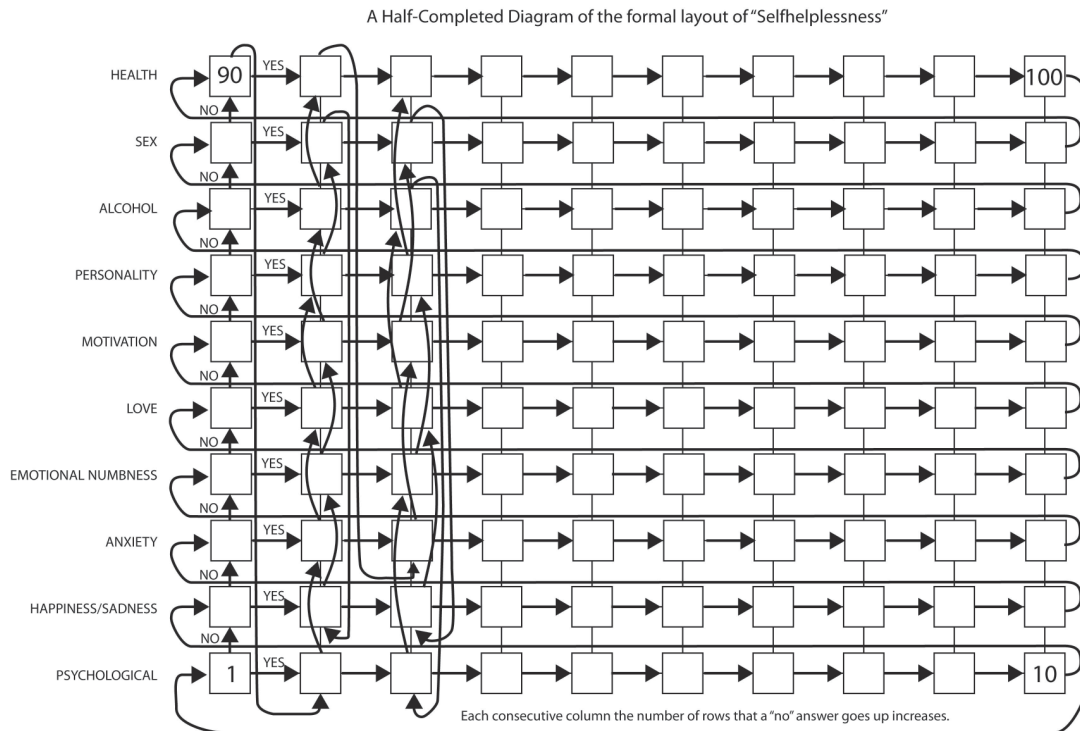 A Half-Completed Diagram of the formal layout of "Selfhelplessness"
HEALTH 90 YES 100
NO
SEX YES
NO
ALCOHOL YES
NO
PERSONALITY YES
NO
MOTIVATION YES
NO
LOVE YES
NO
EMOTIONAL NUMBNESS YES
NO
ANXIETY YES
NO
HAPPINESS/SADNESS YES
NO
PSYCHOLOGICAL 1 YES 10
Each consecutive column the number of rows that a "no" answer goes up increases.